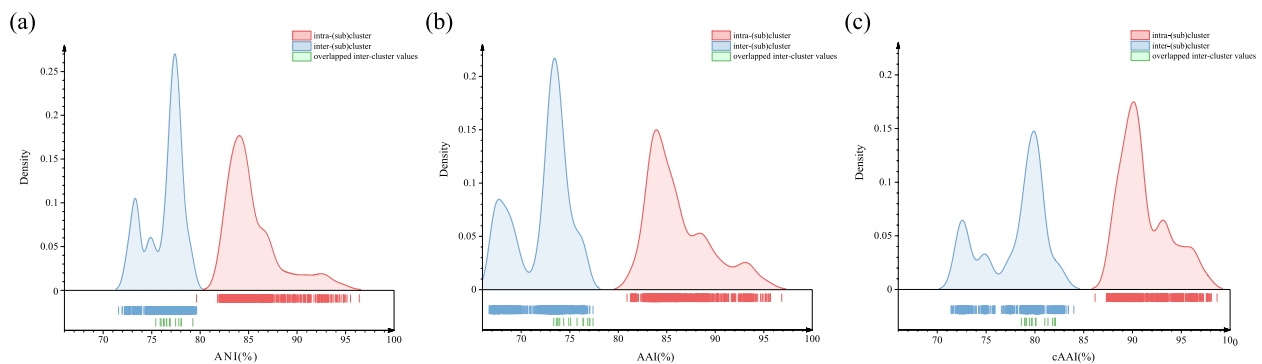 (a)
intra-(sub)cluster
inter-(sub)cluster
overlapped inter-cluster values
Density
0.25
0.2
0.15
0.1
0.05
0
70 75 80 85 90 95 100
ANI(%)
(b)
intra-(sub)cluster
inter-(sub)cluster
overlapped inter-cluster values
Density
0.2
0.15
0.1
0.05
0
70 75 80 85 90 95 100
AAI(%)
(c)
intra-(sub)cluster
inter-(sub)cluster
overlapped inter-cluster values
Density
0.2
0.15
0.1
0.05
0
70 75 80 85 90 95 100
cAAI(%)